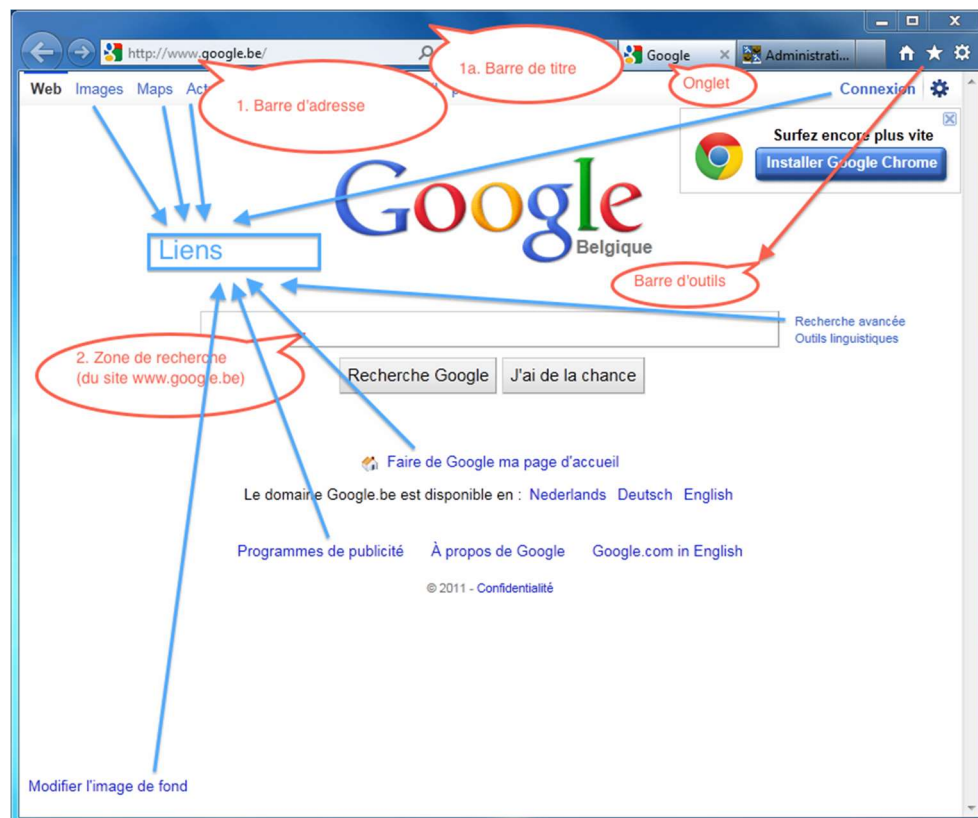 http://www.google.be/
1a. Barre de titre
Google
Administrati...
Web Images Maps
1. Barre d'adresse
Onglet
Connexion
Surfez encore plus vite
Installer Google Chrome
Google
Belgique
Liens
Barre d'outils
Recherche avancée
Outils linguistiques
2. Zone de recherche
(du site www.google.be)
Recherche Google
J'ai de la chance
Faire de Google ma page d'accueil
Le domaine Google.be est disponible en : Nederlands Deutsch English
Programmes de publicité À propos de Google Google.com in English
© 2011 - Confidentialité
Modifier l'image de fond